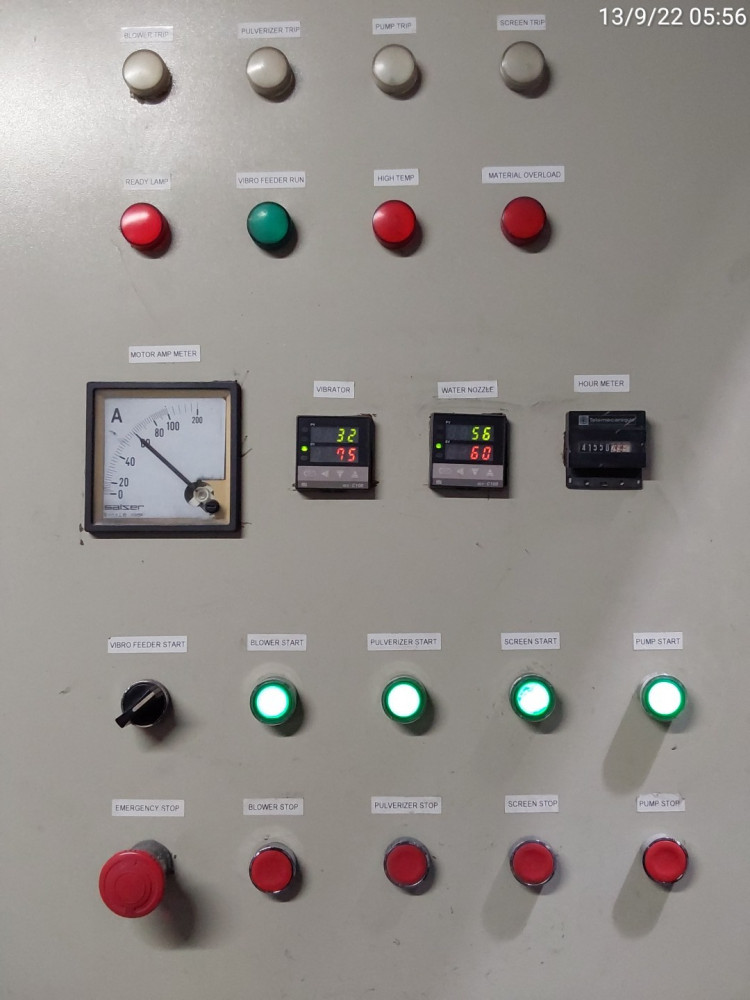 13/9/22 05:56
BLOWER TRIP
PULVERIZER TRIP
PUMP TRIP
SCREEN TRIP
READY LAMP
VIBRO FEEDER RUN
HIGH TEMP
MATERIAL OVERLOAD
MOTOR AMP METER
VIBRATOR
WATER NOZZLE
HOUR METER
A
0
20
40
60
80
100
200
salzer
PV 32
75
PV 56
60
VIBRO FEEDER START
BLOWER START
PULVERIZER START
SCREEN START
PUMP START
EMERGENCY STOP
BLOWER STOP
PULVERIZER STOP
SCREEN STOP
PUMP STOP